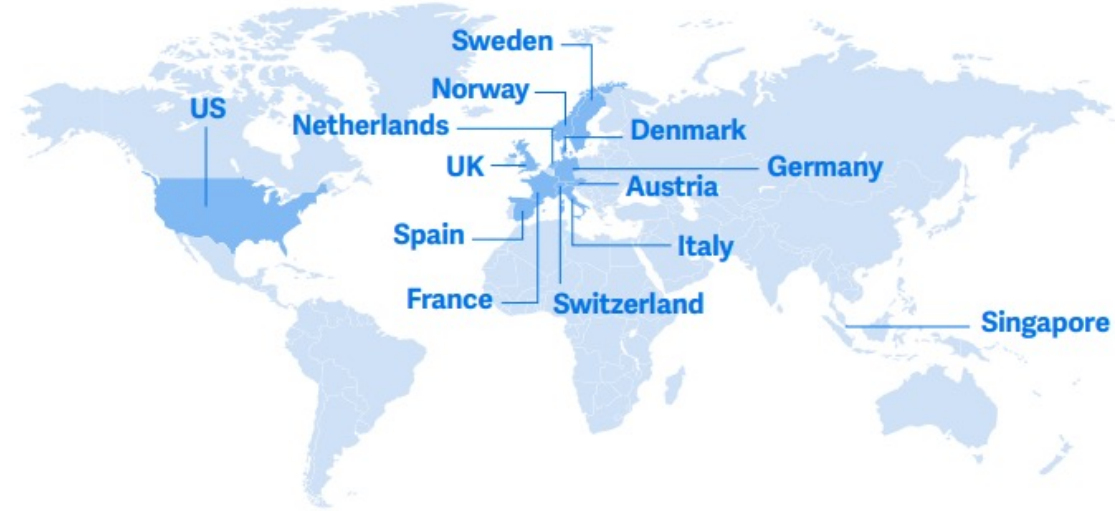 Sweden
Norway
US
Netherlands
Denmark
UK
Germany
Austria
Spain
Italy
France
Switzerland
Singapore